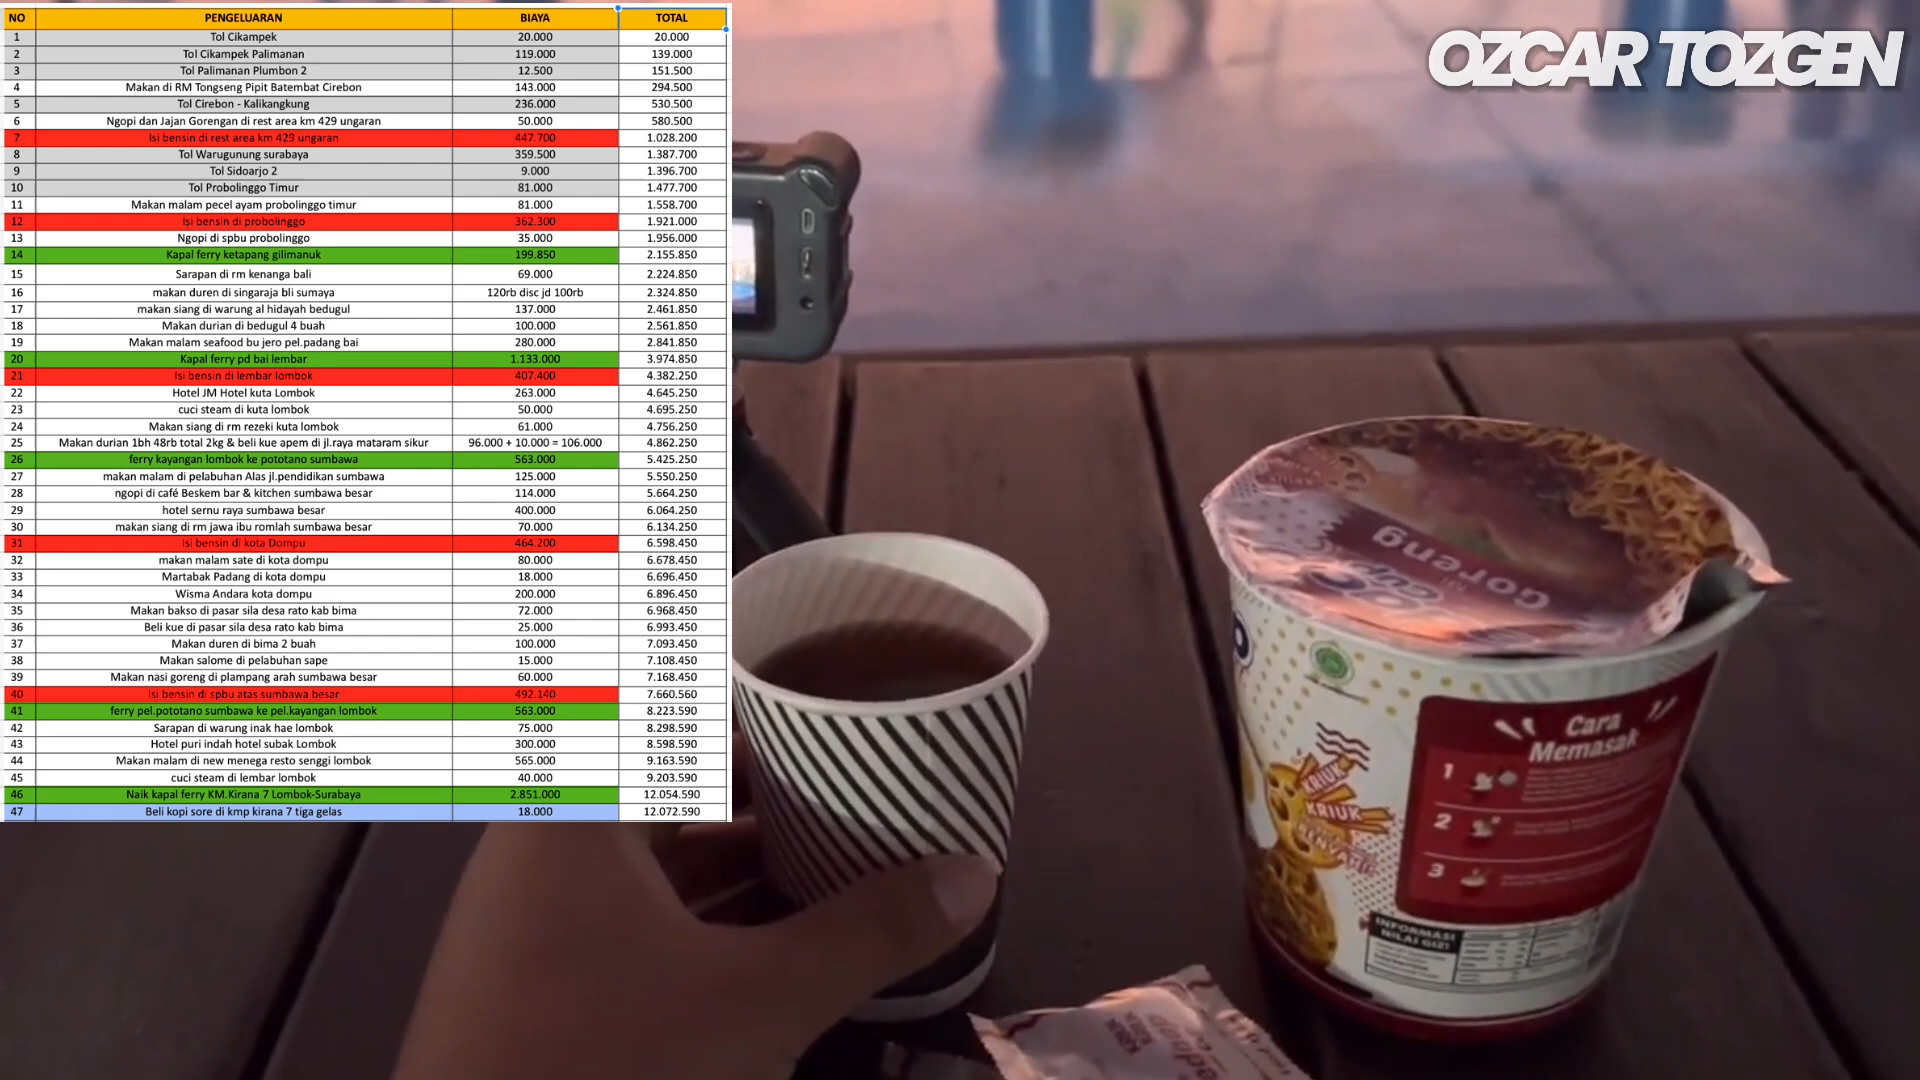 NO PENGELUARAN BIAYA TOTAL
1 Tol Cikampek 20.000 20.000
2 Tol Cikampek Palimanan 119.000 139.000
3 Tol Palimanan Plumbon 2 12.500 151.500
4 Makan di RM Tongseng Pipit Batembat Cirebon 143.000 294.500
5 Tol Cirebon - Kalikangkung 236.000 530.500
6 Ngopi dan Jajan Gorengan di rest area km 429 ungaran 50.000 580.500
7 Isi bensin di rest area km 429 ungaran 447.700 1.028.200
8 Tol Warugunung surabaya 359.500 1.387.700
9 Tol Sidoarjo 2 9.000 1.396.700
10 Tol Probolinggo Timur 81.000 1.477.700
11 Makan malam pecel ayam probolinggo timur 81.000 1.558.700
12 Isi bensin di probolinggo 362.300 1.921.000
13 Ngopi di spbu probolinggo 35.000 1.956.000
14 Kapal ferry ketapang gilimanuk 199.850 2.155.850
15 Sarapan di rm kenanga bali 69.000 2.224.850
16 makan duren di singaraja bli sumaya 120rb disc jd 100rb 2.324.850
17 makan siang di warung al hidayah bedugul 137.000 2.461.850
18 Makan durian di bedugul 4 buah 100.000 2.561.850
19 Makan malam seafood bu jero pel.padang bai 280.000 2.841.850
20 Kapal ferry pd bai lembar 1.133.000 3.974.850
21 Isi bensin di lembar lombok 407.400 4.382.250
22 Hotel JM Hotel kuta Lombok 263.000 4.645.250
23 cuci steam di kuta lombok 50.000 4.695.250
24 Makan siang di rm rezeki kuta lombok 61.000 4.756.250
25 Makan durian 1bh 48rb total 2kg & beli kue apem di jl.raya mataram sikur 96.000 + 10.000 = 106.000 4.862.250
26 ferry kayangan lombok ke pototano sumbawa 563.000 5.425.250
27 makan malam di pelabuhan Alas jl.pendidikan sumbawa 125.000 5.550.250
28 ngopi di café Beskem bar & kitchen sumbawa besar 114.000 5.664.250
29 hotel sernu raya sumbawa besar 400.000 6.064.250
30 makan siang di rm jawa ibu romlah sumbawa besar 70.000 6.134.250
31 Isi bensin di kota Dompu 464.200 6.598.450
32 makan malam sate di kota dompu 80.000 6.678.450
33 Martabak Padang di kota dompu 18.000 6.696.450
34 Wisma Andara kota dompu 200.000 6.896.450
35 Makan bakso di pasar sila desa rato kab bima 72.000 6.968.450
36 Beli kue di pasar sila desa rato kab bima 25.000 6.993.450
37 Makan duren di bima 2 buah 100.000 7.093.450
38 Makan salome di pelabuhan sape 15.000 7.108.450
39 Makan nasi goreng di plampang arah sumbawa besar 60.000 7.168.450
40 Isi bensin di spbu atas sumbawa besar 492.140 7.660.560
41 ferry pel.pototano sumbawa ke pel.kayangan lombok 563.000 8.223.590
42 Sarapan di warung inak hae lombok 75.000 8.298.590
43 Hotel puri indah hotel subak Lombok 300.000 8.598.590
44 Makan malam di new menega resto senggi lombok 565.000 9.163.590
45 cuci steam di lembar lombok 40.000 9.203.590
46 Naik kapal ferry KM.Kirana 7 Lombok-Surabaya 2.851.000 12.054.590
47 Beli kopi sore di kmp kirana 7 tiga gelas 18.000 12.072.590
OZCAR TOZGEN
Goreng
Cup
Cara
Memasak
1
2
3
KRIUK
KRIUK
RENYAHH
INFORMASI
NILAI GIZI